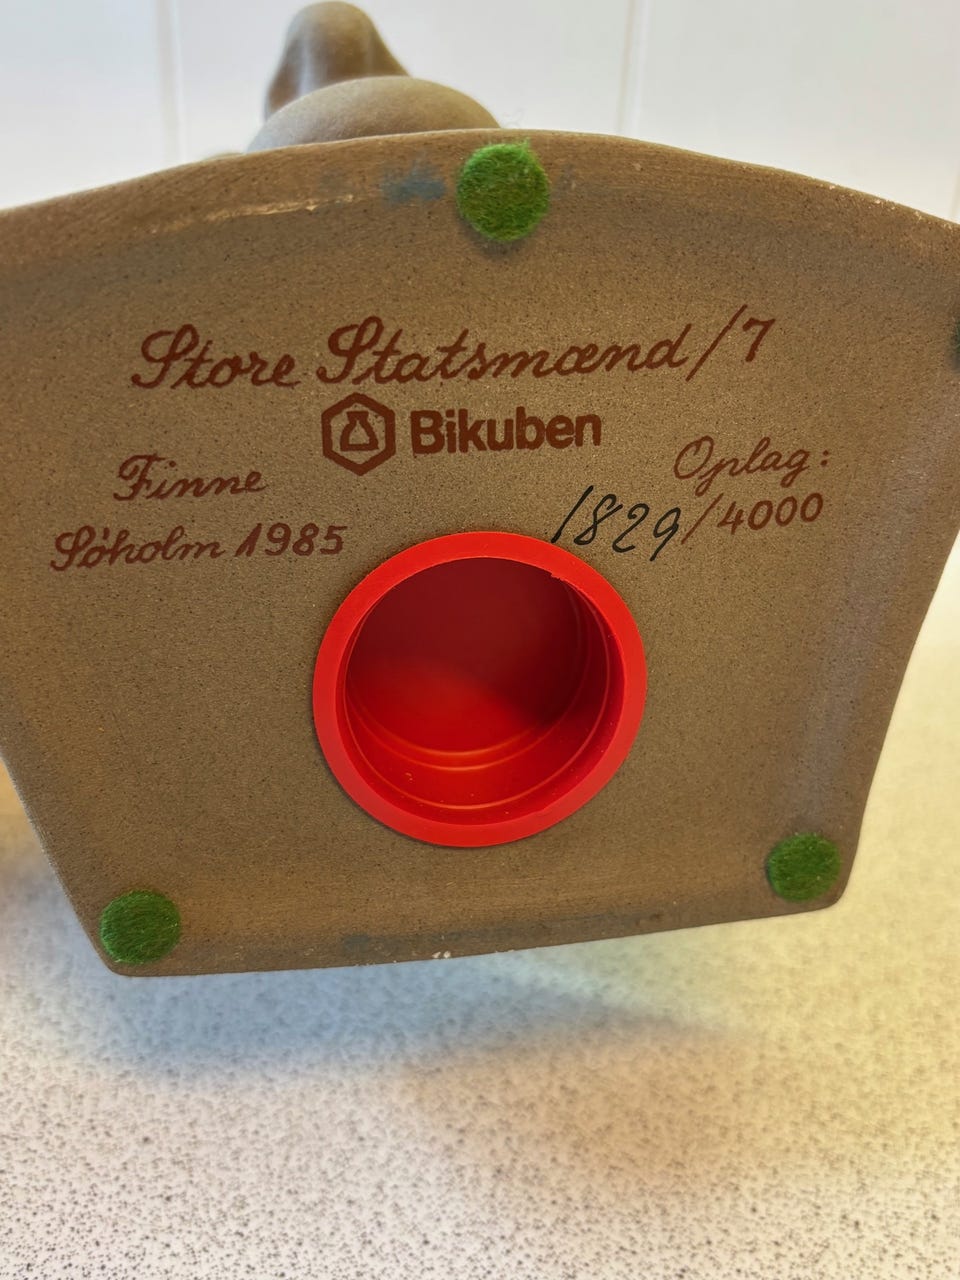 Store Statsmænd/7
Bikuben
Finne
Søholm 1985
Oplag:
1829/4000